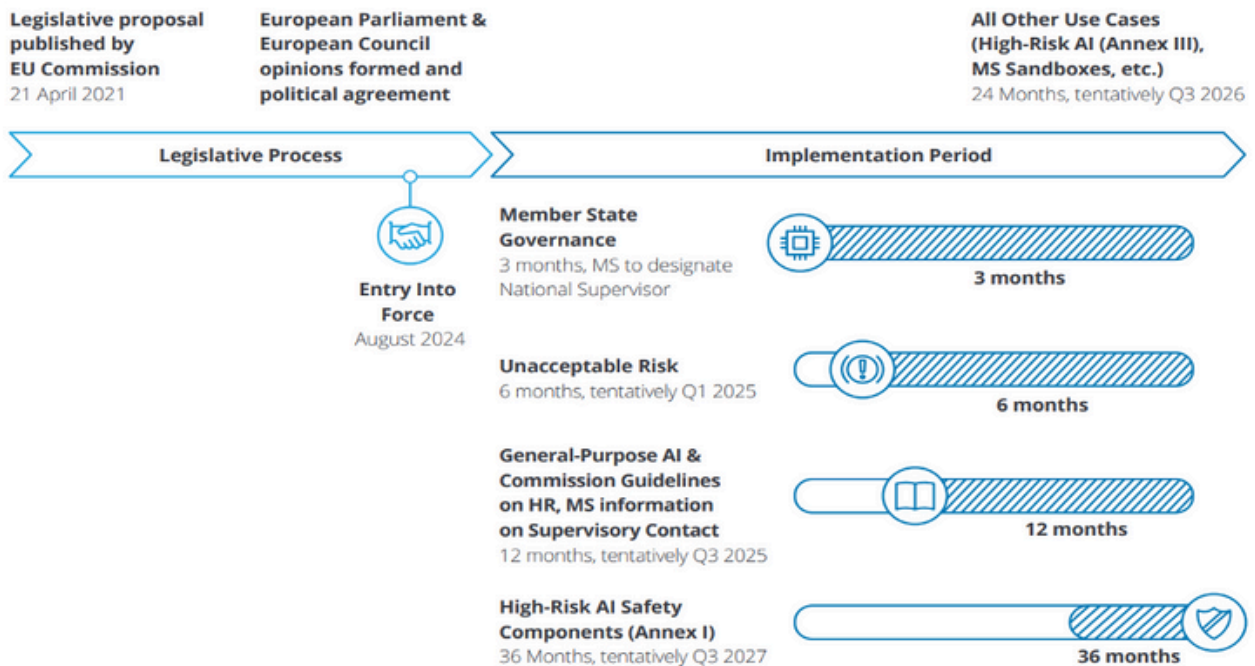 Legislative proposal
published by
EU Commission
21 April 2021
European Parliament &
European Council
opinions formed and
political agreement
All Other Use Cases
(High-Risk AI (Annex III),
MS Sandboxes, etc.)
24 Months, tentatively Q3 2026
Legislative Process
Implementation Period
Entry Into
Force
August 2024
Member State
Governance
3 months, MS to designate
National Supervisor
3 months
Unacceptable Risk
6 months, tentatively Q1 2025
6 months
General-Purpose AI &
Commission Guidelines
on HR, MS information
on Supervisory Contact
12 months, tentatively Q3 2025
12 months
High-Risk AI Safety
Components (Annex I)
36 Months, tentatively Q3 2027
36 months